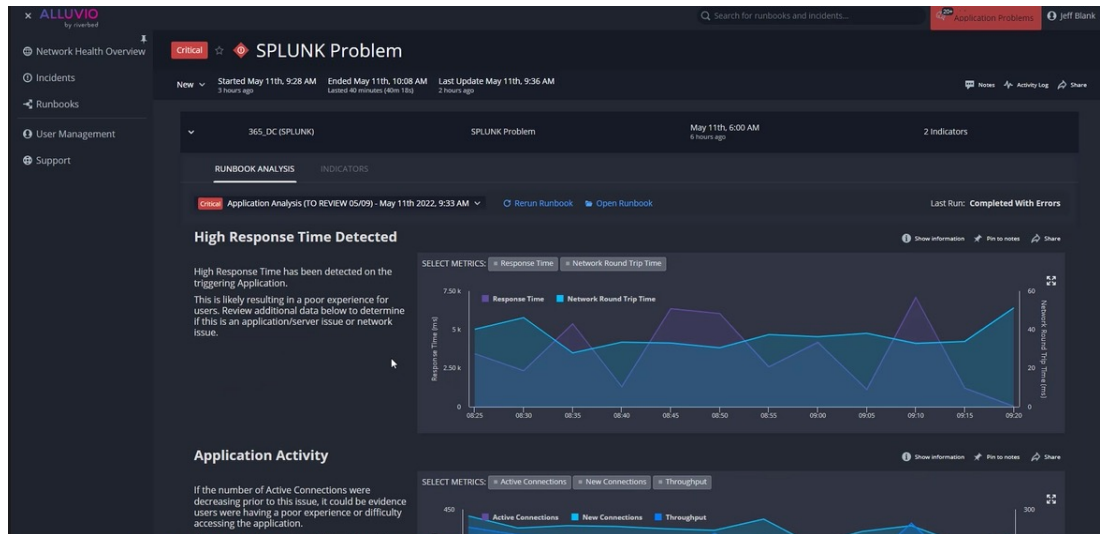 × ALLUVIO
by riverbed
Search for runbooks and incidents...
20+
Application Problems
Jeff Blank
Network Health Overview
Incidents
Runbooks
User Management
Support
Critical SPLUNK Problem
New Started May 11th, 9:28 AM Ended May 11th, 10:08 AM Last Update May 11th, 9:36 AM
3 hours ago Lasted 40 minutes (40m 18s) 2 hours ago
Notes Activity Log Share
365_DC (SPLUNK) SPLUNK Problem May 11th, 6:00 AM 2 Indicators
6 hours ago
RUNBOOK ANALYSIS INDICATORS
Critical Application Analysis (TO REVIEW 05/09) - May 11th 2022, 9:33 AM Rerun Runbook Open Runbook Last Run: Completed With Errors
High Response Time Detected
Show information Pin to notes Share
High Response Time has been detected on the
triggering Application.
This is likely resulting in a poor experience for
users. Review additional data below to determine
if this is an application/server issue or network
issue.
SELECT METRICS: Response Time Network Round Trip Time
Response Time Network Round Trip Time
7.50 k
5 k
2.50 k
0
Response Time (ms)
60
40
20
0
Network Round Trip Time (ms)
08:25 08:30 08:35 08:40 08:45 08:50 08:55 09:00 09:05 09:10 09:15 09:20
Application Activity
Show information Pin to notes Share
If the number of Active Connections were
decreasing prior to this issue, it could be evidence
users were having a poor experience or difficulty
accessing the application.
SELECT METRICS: Active Connections New Connections Throughput
450 300
Active Connections New Connections Throughput